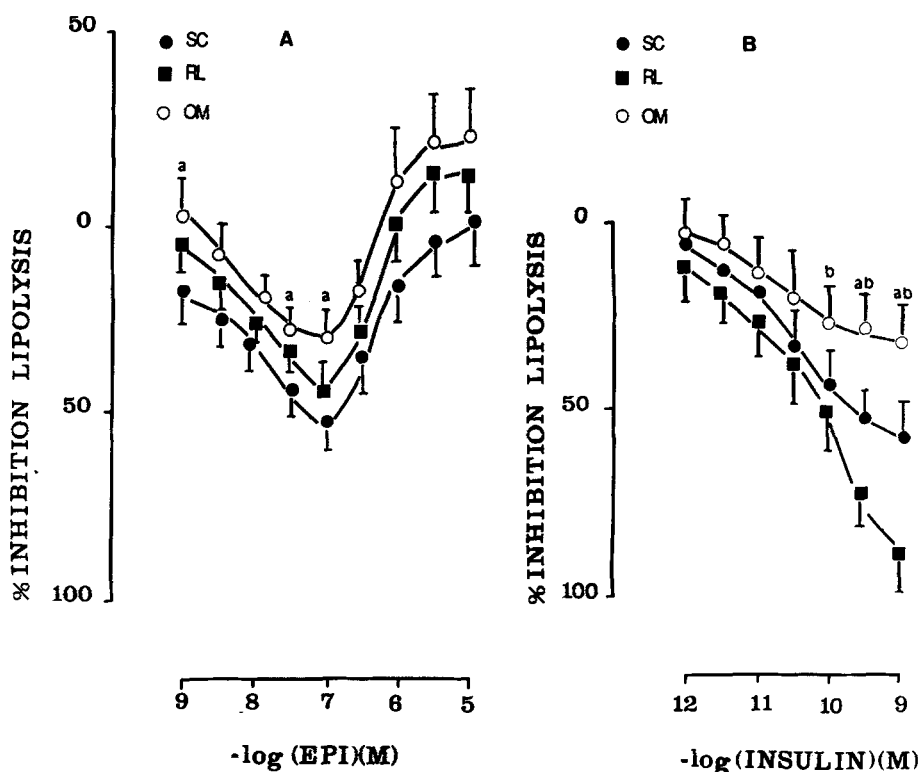 A
SC
RL
OM
50
0
50
100
% INHIBITION LIPOLYSIS
a
a
a
9 8 7 6 5
-log (EPI)(M)
B
SC
RL
OM
0
50
100
% INHIBITION LIPOLYSIS
b
ab
ab
12 11 10 9
-log (INSULIN)(M)